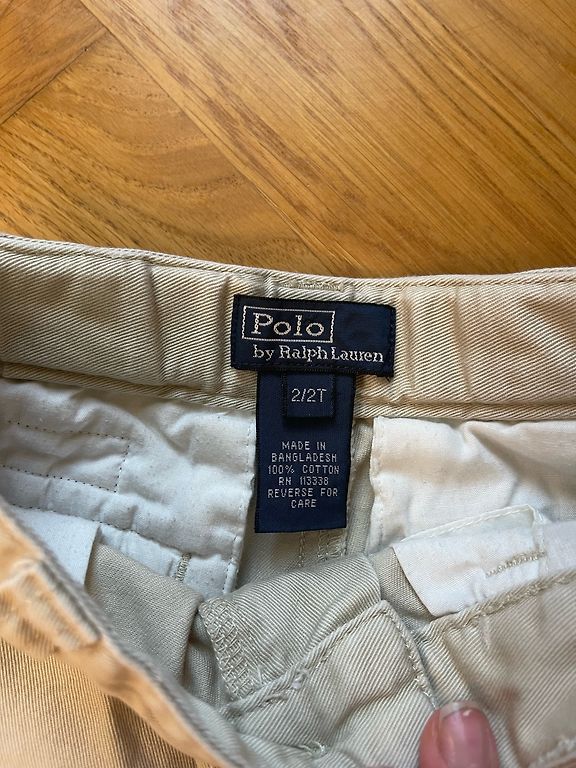 Polo
by Ralph Lauren
2/2T
MADE IN
BANGLADESH
100% COTTON
RN 113338
REVERSE FOR
CARE